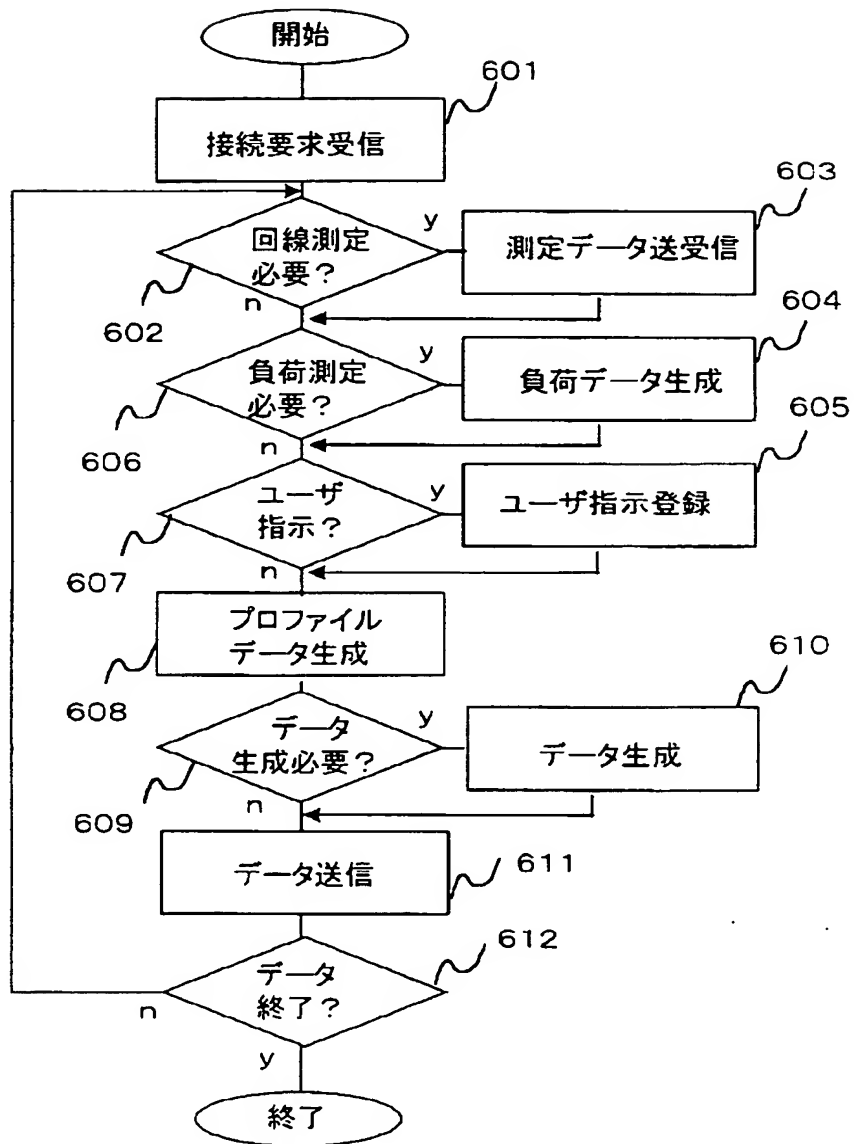 開始
601
接続要求受信
603
回線測定
必要?
y
測定データ送受信
n
602
604
負荷測定
必要?
y
負荷データ生成
n
606
605
ユーザ
指示?
y
ユーザ指示登録
n
607
プロファイル
データ生成
608
610
データ
生成必要?
y
データ生成
n
609
データ送信
611
612
データ
終了?
n
y
終了